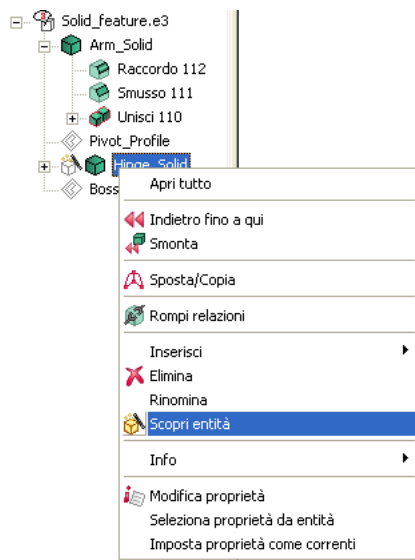 Solid_feature.e3
Arm_Solid
Raccordo 112
Smusso 111
Unisci 110
Pivot_Profile
Hinge_Solid
Boss
Apri tutto
Indietro fino a qui
Smonta
Sposta/Copia
Rompi relazioni
Inserisci
Elimina
Rinomina
Scopri entità
Info
Modifica proprietà
Seleziona proprietà da entità
Imposta proprietà come correnti